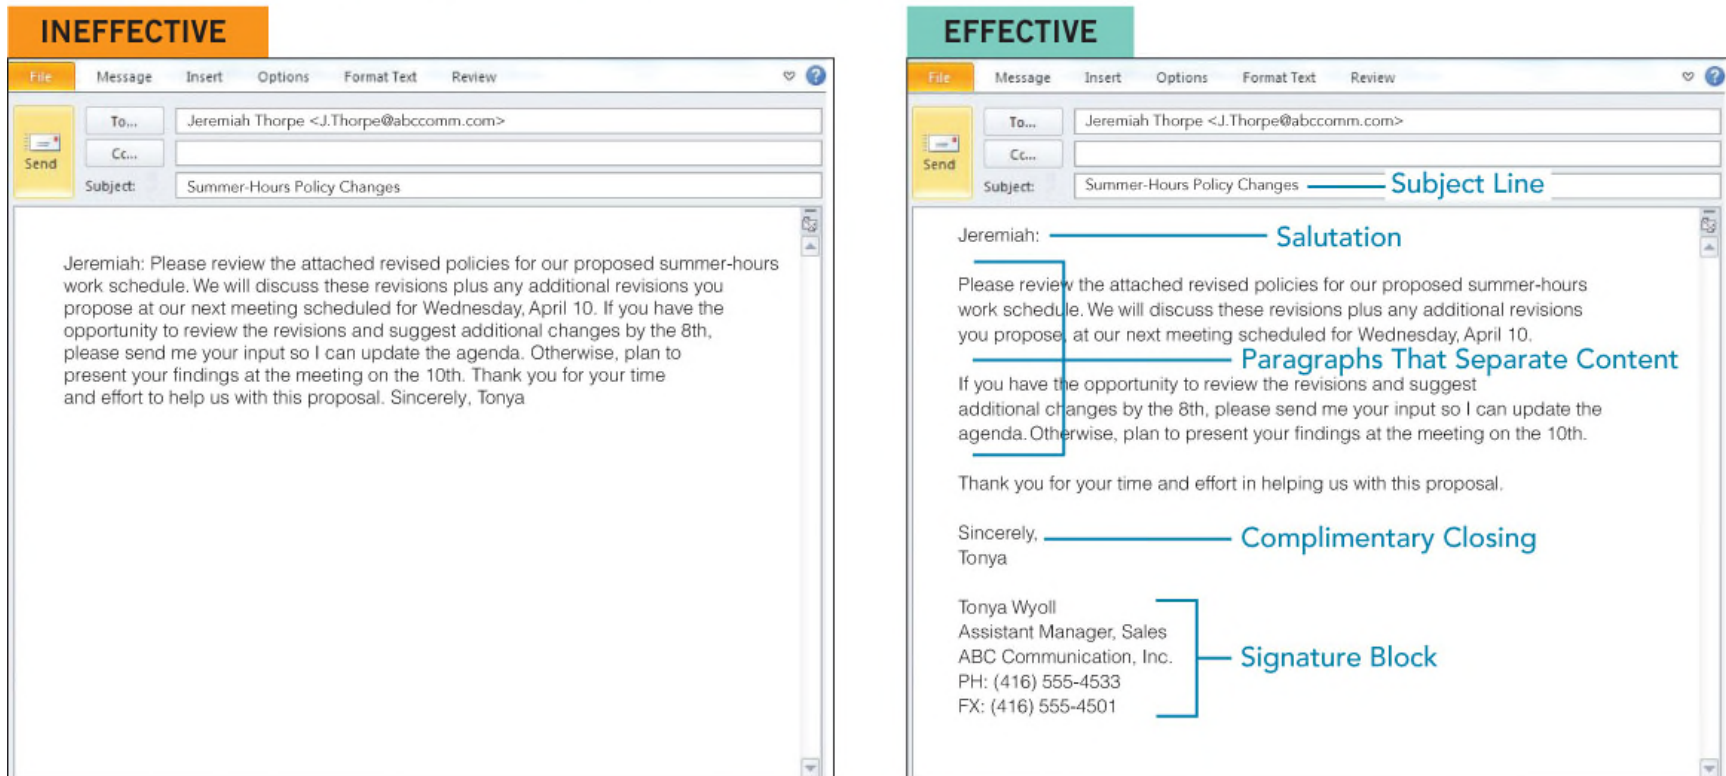 INEFFECTIVE
File Message Insert Options Format Text Review
To... Jeremiah Thorpe <J.Thorpe@abccomm.com>
Cc...
Send
Subject: Summer-Hours Policy Changes
Jeremiah: Please review the attached revised policies for our proposed summer-hours
work schedule. We will discuss these revisions plus any additional revisions you
propose at our next meeting scheduled for Wednesday, April 10. If you have the
opportunity to review the revisions and suggest additional changes by the 8th,
please send me your input so I can update the agenda. Otherwise, plan to
present your findings at the meeting on the 10th. Thank you for your time
and effort to help us with this proposal. Sincerely, Tonya
EFFECTIVE
File Message Insert Options Format Text Review
To... Jeremiah Thorpe <J.Thorpe@abccomm.com>
Cc...
Send
Subject: Summer-Hours Policy Changes Subject Line
Jeremiah: Salutation
Please review the attached revised policies for our proposed summer-hours
work schedule. We will discuss these revisions plus any additional revisions
you propose, at our next meeting scheduled for Wednesday, April 10.
Paragraphs That Separate Content
If you have the opportunity to review the revisions and suggest
additional changes by the 8th, please send me your input so I can update the
agenda. Otherwise, plan to present your findings at the meeting on the 10th.
Thank you for your time and effort in helping us with this proposal.
Sincerely, Complimentary Closing
Tonya
Tonya Wyoll
Assistant Manager, Sales
ABC Communication, Inc. Signature Block
PH: (416) 555-4533
FX: (416) 555-4501